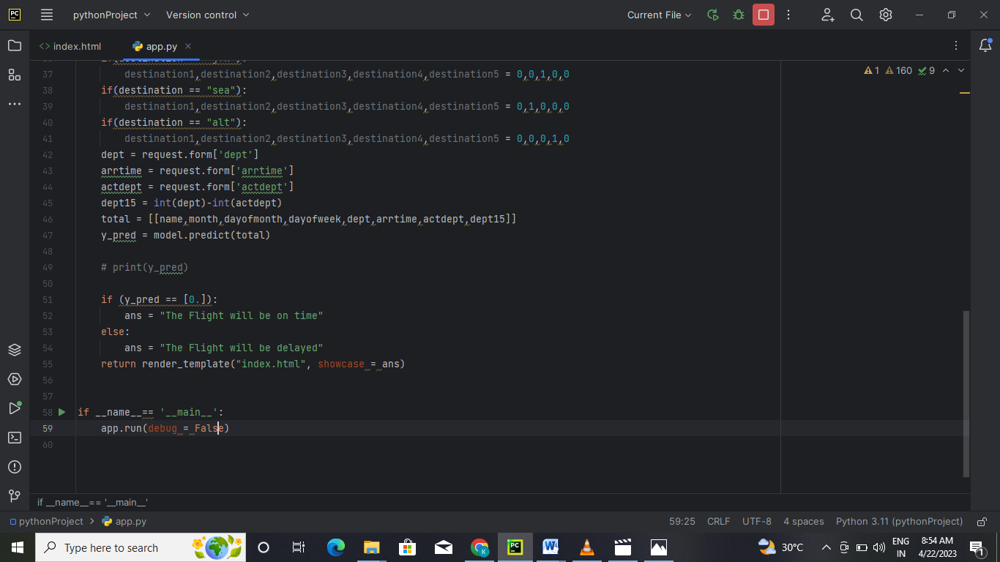 PC pythonProject Version control Current File
index.html app.py
1 160 9
37 destination1,destination2,destination3,destination4,destination5 = 0,0,1,0,0
38 if(destination == "sea"):
39 destination1,destination2,destination3,destination4,destination5 = 0,1,0,0,0
40 if(destination == "alt"):
41 destination1,destination2,destination3,destination4,destination5 = 0,0,0,1,0
42 dept = request.form['dept']
43 arrtime = request.form['arrtime']
44 actdept = request.form['actdept']
45 dept15 = int(dept)-int(actdept)
46 total = [[name,month,dayofmonth,dayofweek,dept,arrtime,actdept,dept15]]
47 y_pred = model.predict(total)
48
49 # print(y_pred)
50
51 if (y_pred == [0.]):
52 ans = "The Flight will be on time"
53 else:
54 ans = "The Flight will be delayed"
55 return render_template("index.html", showcase = ans)
56
57
58 if __name__== '__main__':
59 app.run(debug = False)
60
if __name__== '__main__'
pythonProject app.py 59:25 CRLF UTF-8 4 spaces Python 3.11 (pythonProject)
Type here to search K PC W 30°C ENG 8:54 AM
IN 4/22/2023 1